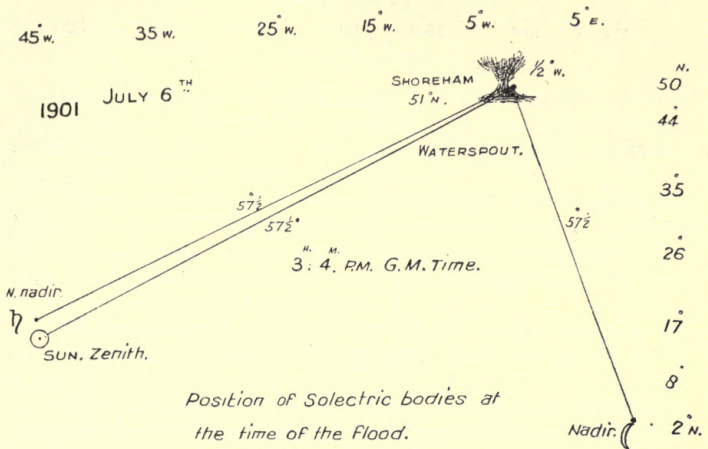 45° W. 35 W. 25° W. 15° W. 5° W. 5° E.
1901 JULY 6TH
SHOREHAM
51° N.
1/2° W.
N.
50
44°
WATERSPOUT.
35°
57½°
57½°
57½°
26°
3 H. : 4 M. P.M. G.M. Time.
N. nadir.
♄
17°
SUN. Zenith.
8°
Position of Solectric bodies at
the time of the flood.
Nadir.
2° N.